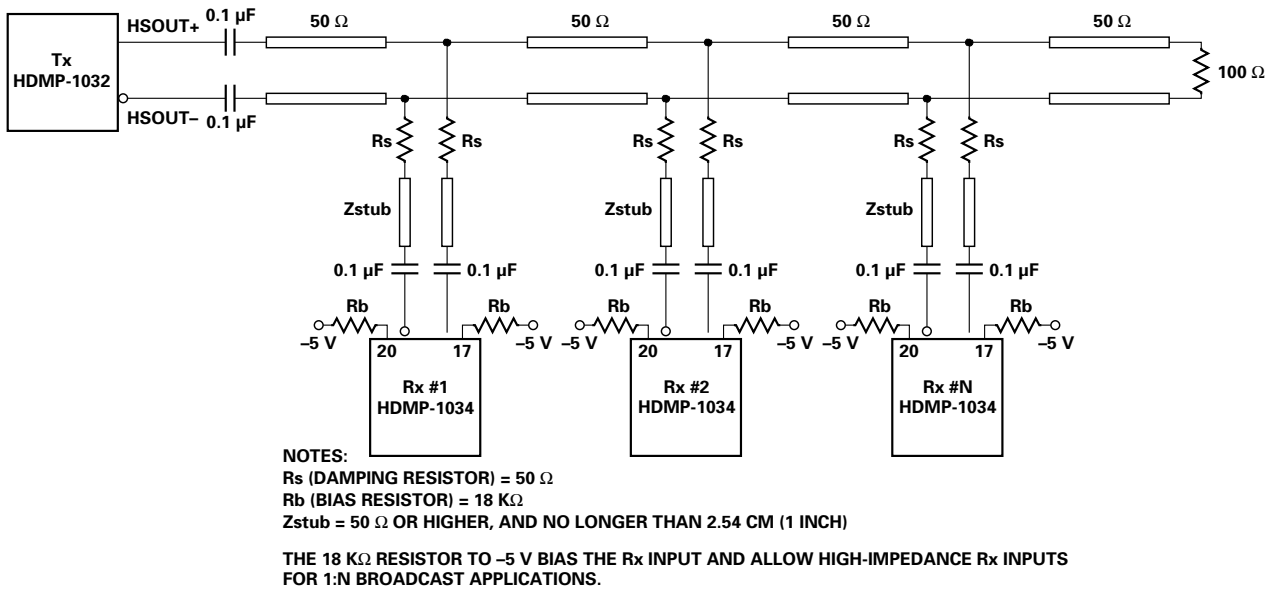 HSOUT+
0.1 µF
50 Ω
50 Ω
50 Ω
50 Ω
Tx
HDMP-1032
100 Ω
HSOUT–
0.1 µF
Rs
Rs
Rs
Rs
Rs
Rs
Zstub
Zstub
Zstub
0.1 µF
0.1 µF
0.1 µF
0.1 µF
0.1 µF
0.1 µF
Rb
Rb
Rb
Rb
Rb
Rb
–5 V
–5 V
–5 V
–5 V
–5 V
–5 V
20
17
20
17
20
17
Rx #1
HDMP-1034
Rx #2
HDMP-1034
Rx #N
HDMP-1034
NOTES:
Rs (DAMPING RESISTOR) = 50 Ω
Rb (BIAS RESISTOR) = 18 KΩ
Zstub = 50 Ω OR HIGHER, AND NO LONGER THAN 2.54 CM (1 INCH)
THE 18 KΩ RESISTOR TO –5 V BIAS THE Rx INPUT AND ALLOW HIGH-IMPEDANCE Rx INPUTS
FOR 1:N BROADCAST APPLICATIONS.